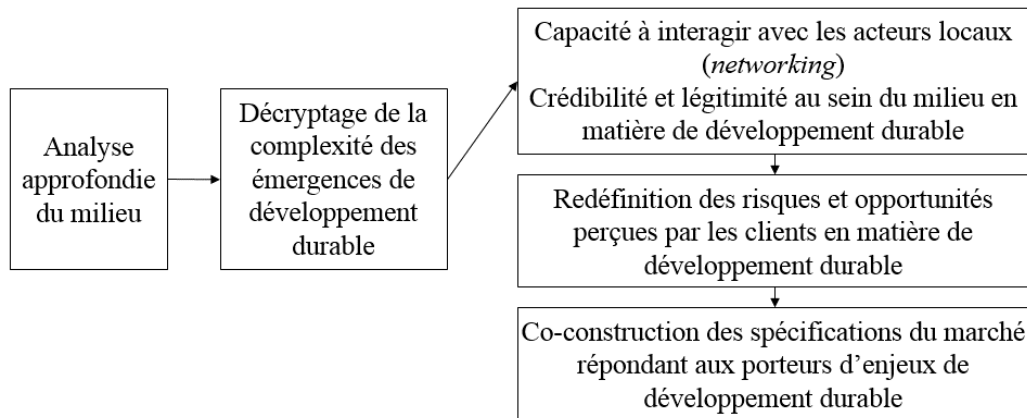 Analyse
approfondie
du milieu
Décryptage de la
complexité des
émergences de
développement
durable
Capacité à interagir avec les acteurs locaux
(networking)
Crédibilité et légitimité au sein du milieu en
matière de développement durable
Redéfinition des risques et opportunités
perçues par les clients en matière de
développement durable
Co-construction des spécifications du marché
répondant aux porteurs d’enjeux de
développement durable